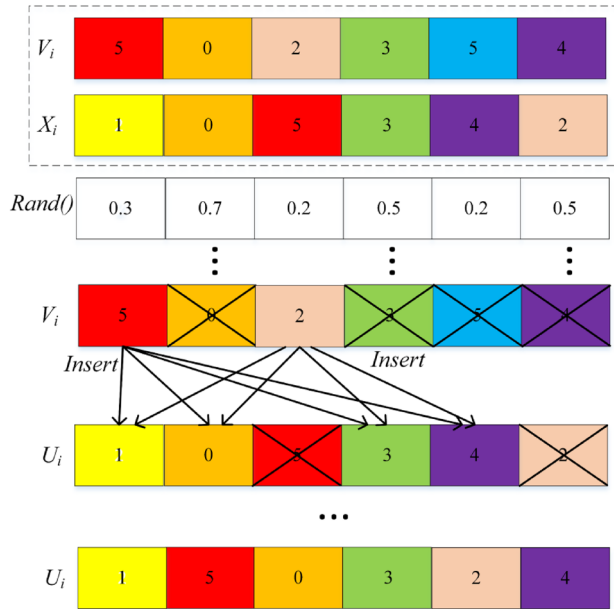 V_i 5 0 2 3 5 4
X_i 1 0 5 3 4 2
Rand() 0.3 0.7 0.2 0.5 0.2 0.5
V_i 5 0 2 3 5 4
Insert Insert
U_i 1 0 5 3 4 2
...
U_i 1 5 0 3 2 4